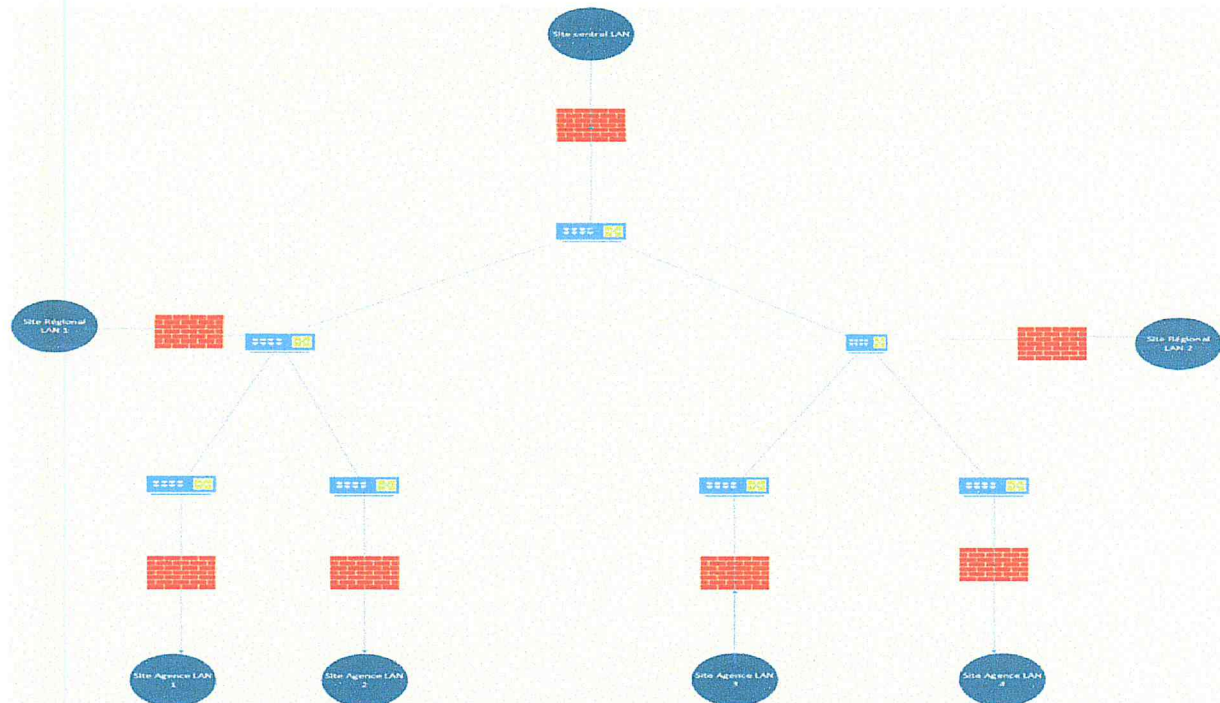 Site central LAN
Site Régional
LAN 1
Site Régional
LAN 2
Site Agence LAN
1
Site Agence LAN
2
Site Agence LAN
3
Site Agence LAN
4